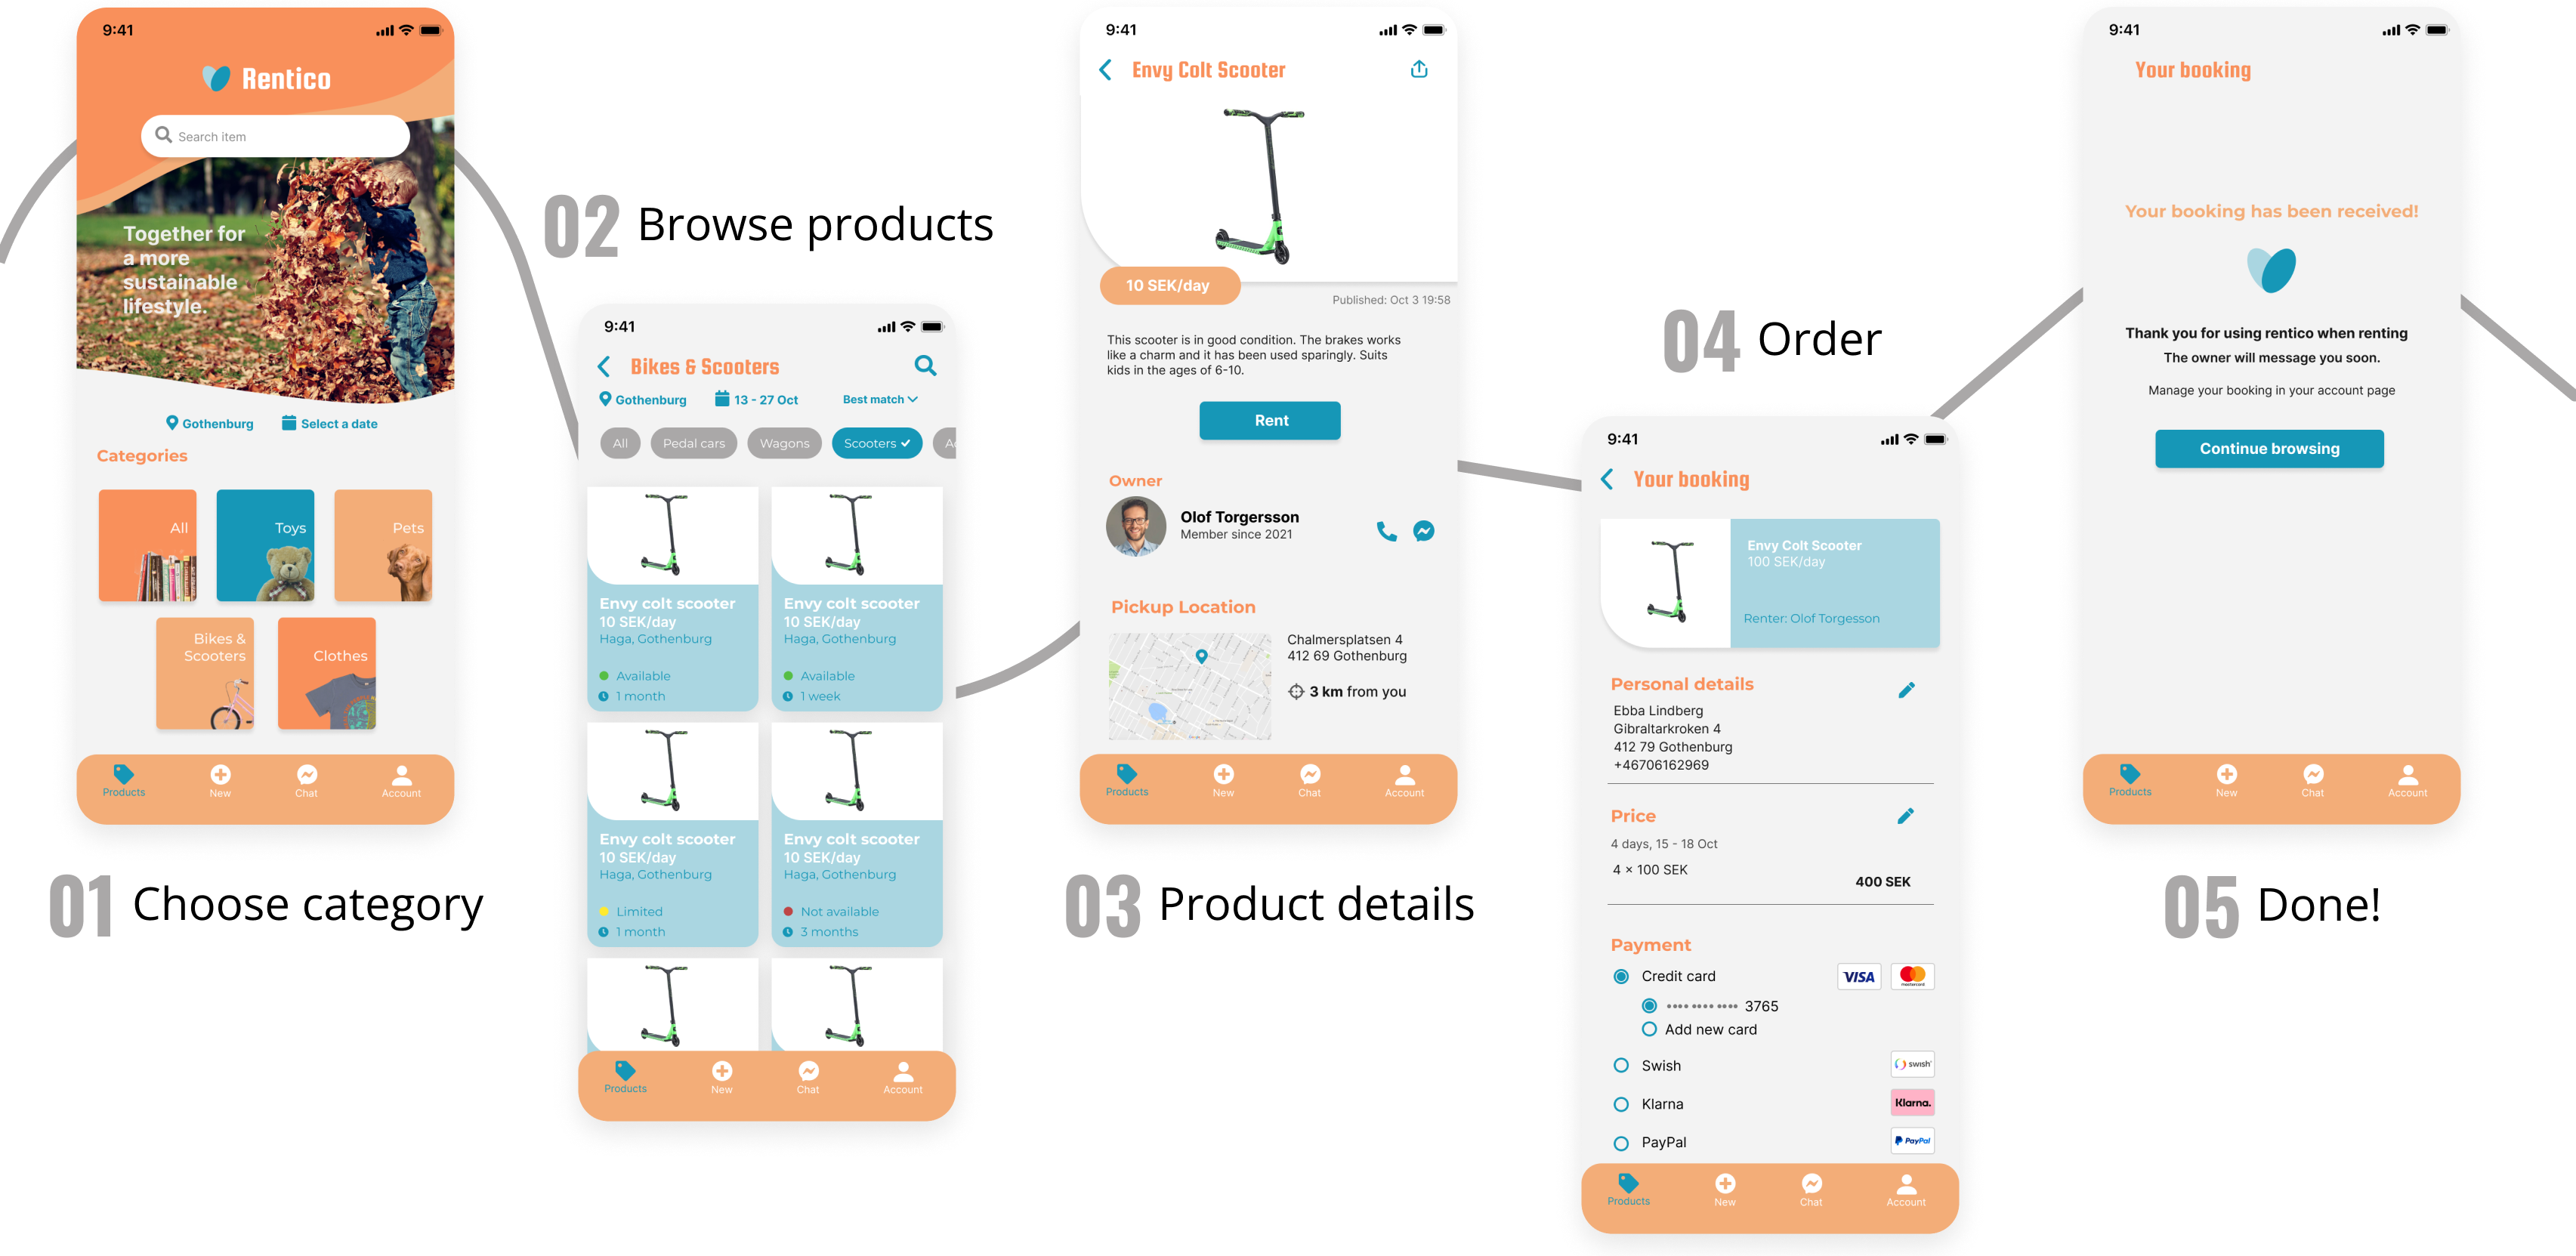 9:41
Rentico
Search item
Together for
a more
sustainable
lifestyle.
Gothenburg
Select a date
Categories
All
Toys
Pets
Bikes &
Scooters
Clothes
Products
New
Chat
Account
01 Choose category
02 Browse products
9:41
Bikes & Scooters
Gothenburg
13 - 27 Oct
Best match
All
Pedal cars
Wagons
Scooters
Envy colt scooter
10 SEK/day
Haga, Gothenburg
Available
1 month
Envy colt scooter
10 SEK/day
Haga, Gothenburg
Available
1 week
Envy colt scooter
10 SEK/day
Haga, Gothenburg
Limited
1 month
Envy colt scooter
10 SEK/day
Haga, Gothenburg
Not available
3 months
Products
New
Chat
Account
9:41
Envy Colt Scooter
10 SEK/day
Published: Oct 3 19:58
This scooter is in good condition. The brakes works
like a charm and it has been used sparingly. Suits
kids in the ages of 6-10.
Rent
Owner
Olof Torgersson
Member since 2021
Pickup Location
Chalmersplatsen 4
412 69 Gothenburg
3 km from you
Products
New
Chat
Account
03 Product details
04 Order
9:41
Your booking
Envy Colt Scooter
100 SEK/day
Renter: Olof Torgesson
Personal details
Ebba Lindberg
Gibraltarkroken 4
412 79 Gothenburg
+46706162969
Price
4 days, 15 - 18 Oct
4 × 100 SEK
400 SEK
Payment
Credit card
VISA
mastercard
•••• •••• •••• 3765
Add new card
Swish
swish
Klarna
Klarna.
PayPal
PayPal
Products
New
Chat
Account
9:41
Your booking
Your booking has been received!
Thank you for using rentico when renting
The owner will message you soon.
Manage your booking in your account page
Continue browsing
Products
New
Chat
Account
05 Done!